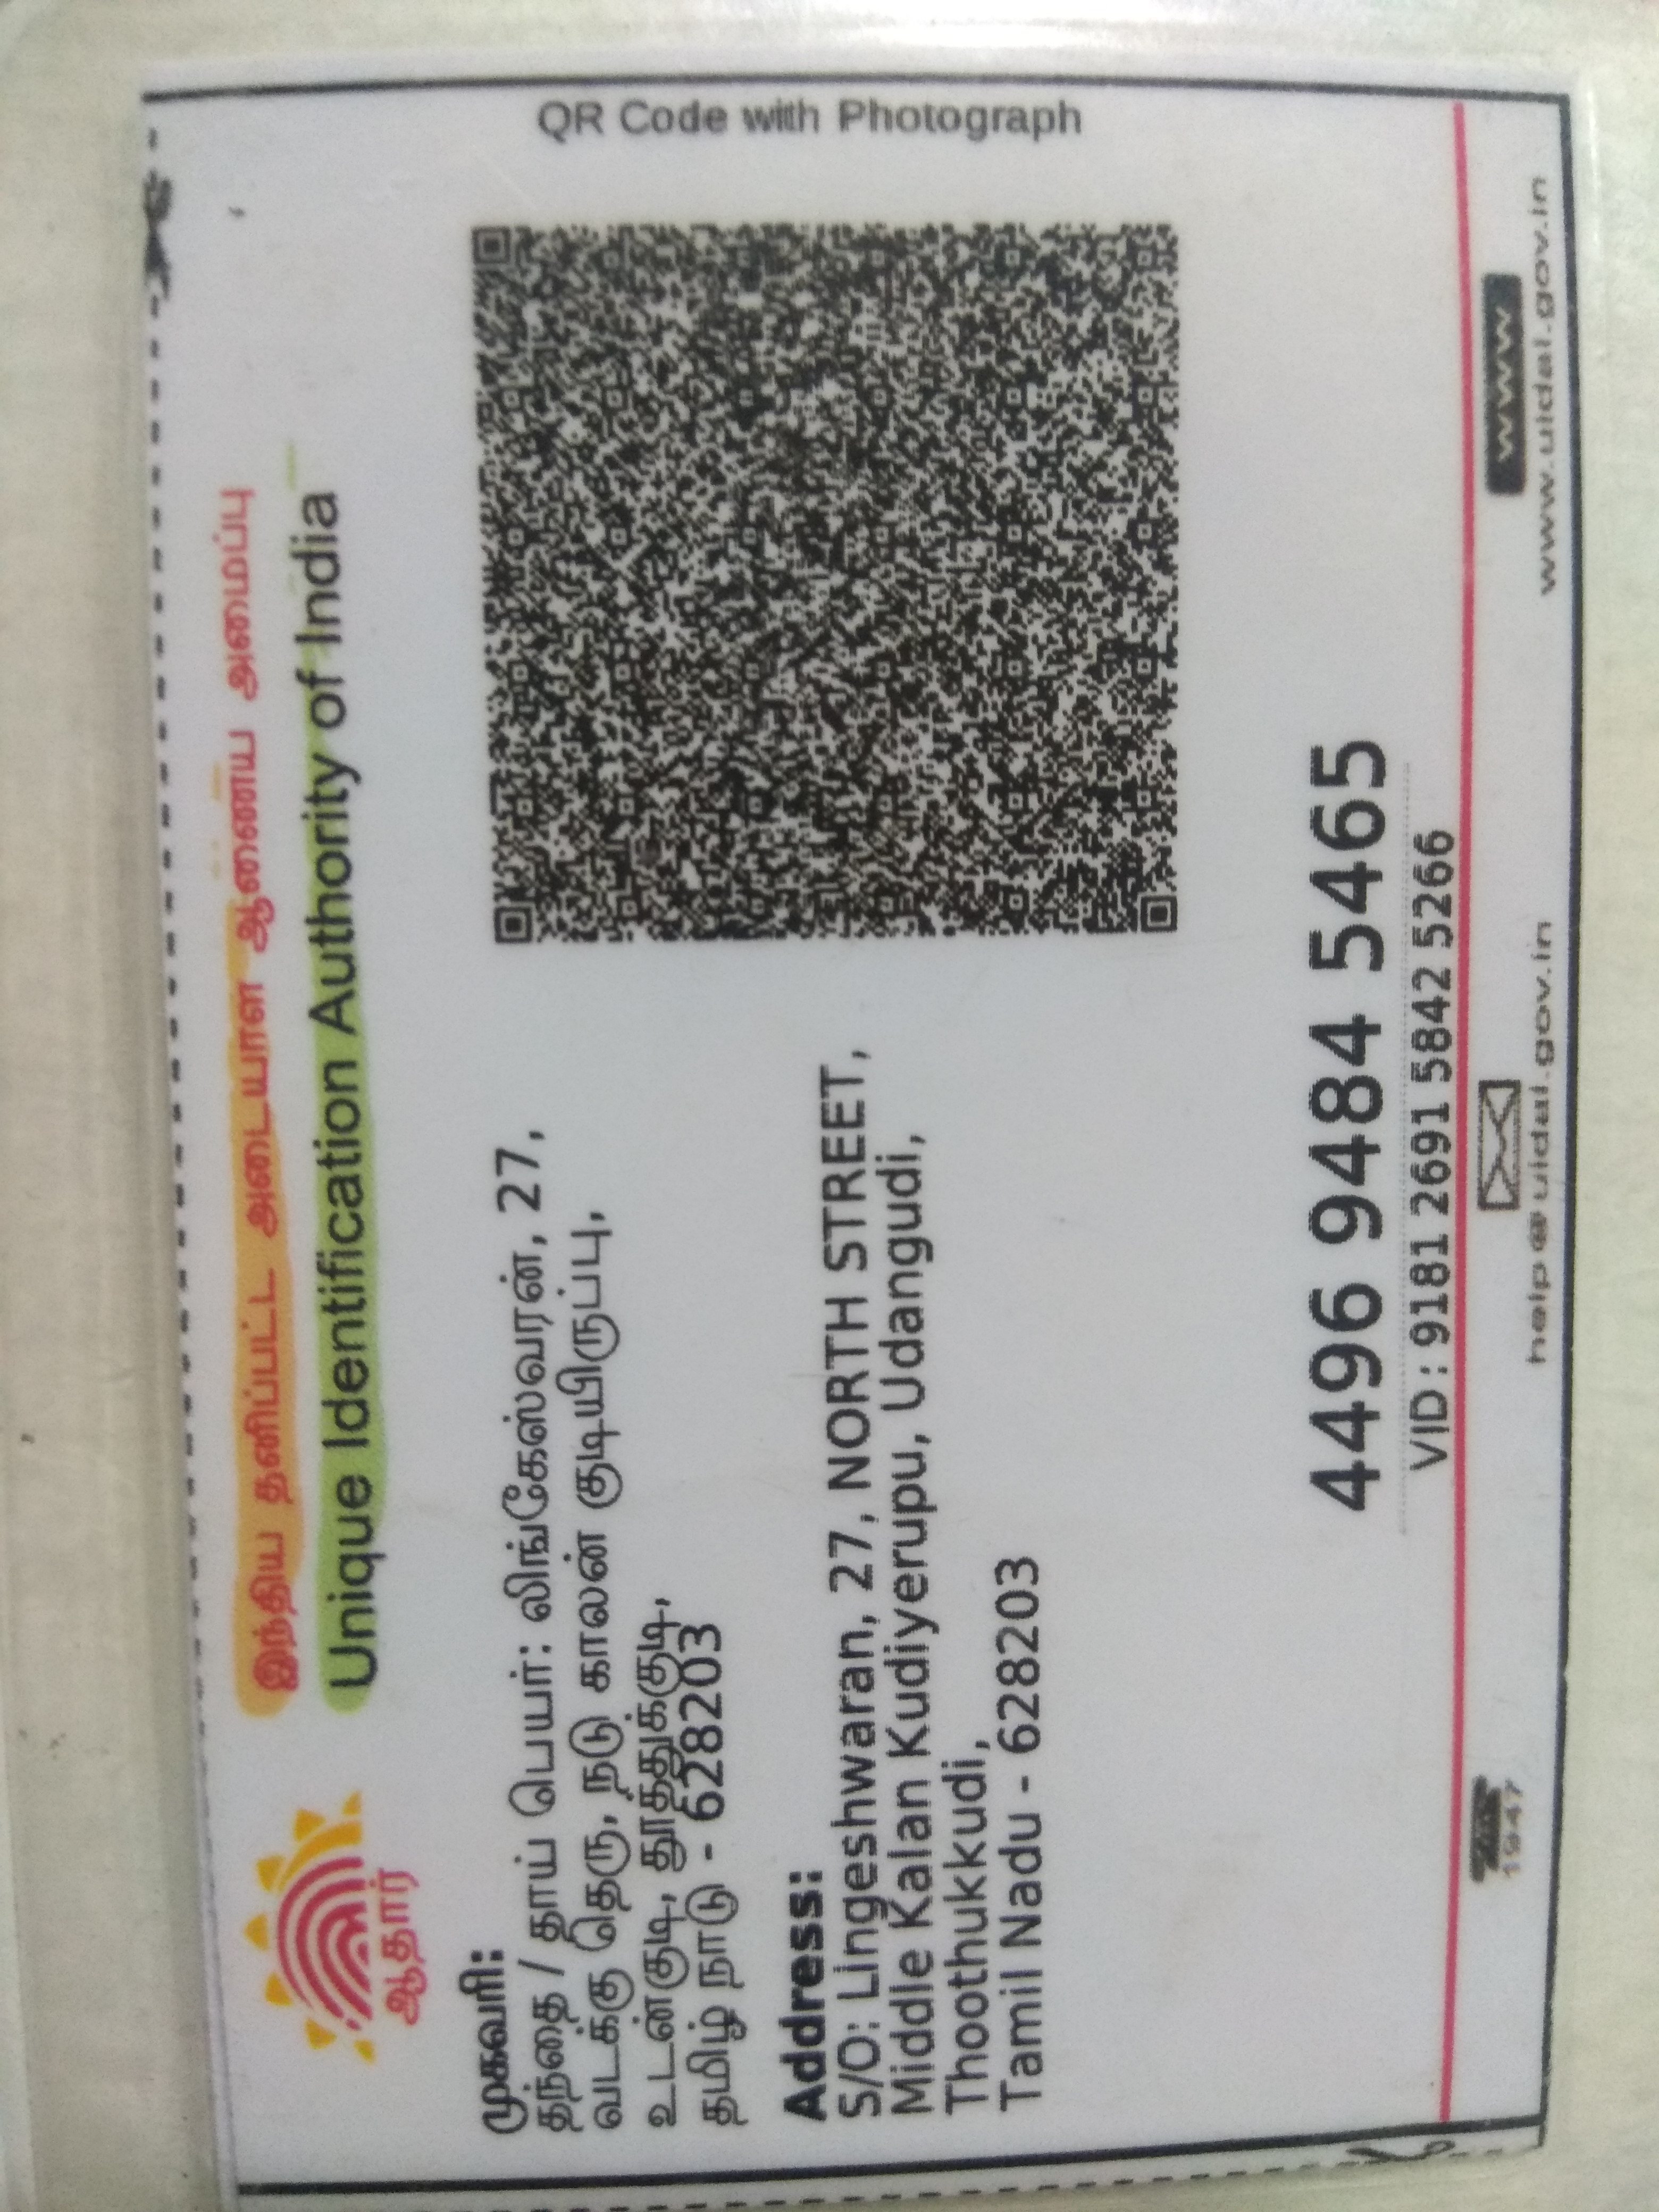 இந்திய தனிப்பட்ட அடையாள ஆணைய அமைப்பு
Unique Identification Authority of India
ஆதார்
முகவரி:
தந்தை / தாய் பெயர்: லிங்கேஸ்வரன், 27,
வடக்கு தெரு, நடு காலன் குடியிருப்பு,
உடன்குடி, தூத்துக்குடி,
தமிழ் நாடு - 628203
Address:
S/O: Lingeshwaran, 27, NORTH STREET,
Middle Kalan Kudiyerupu, Udangudi,
Thoothukkudi,
Tamil Nadu - 628203
QR Code with Photograph
4496 9484 5465
VID : 9181 2691 5842 5266
1947
help@uidai.gov.in
www
www.uidai.gov.in